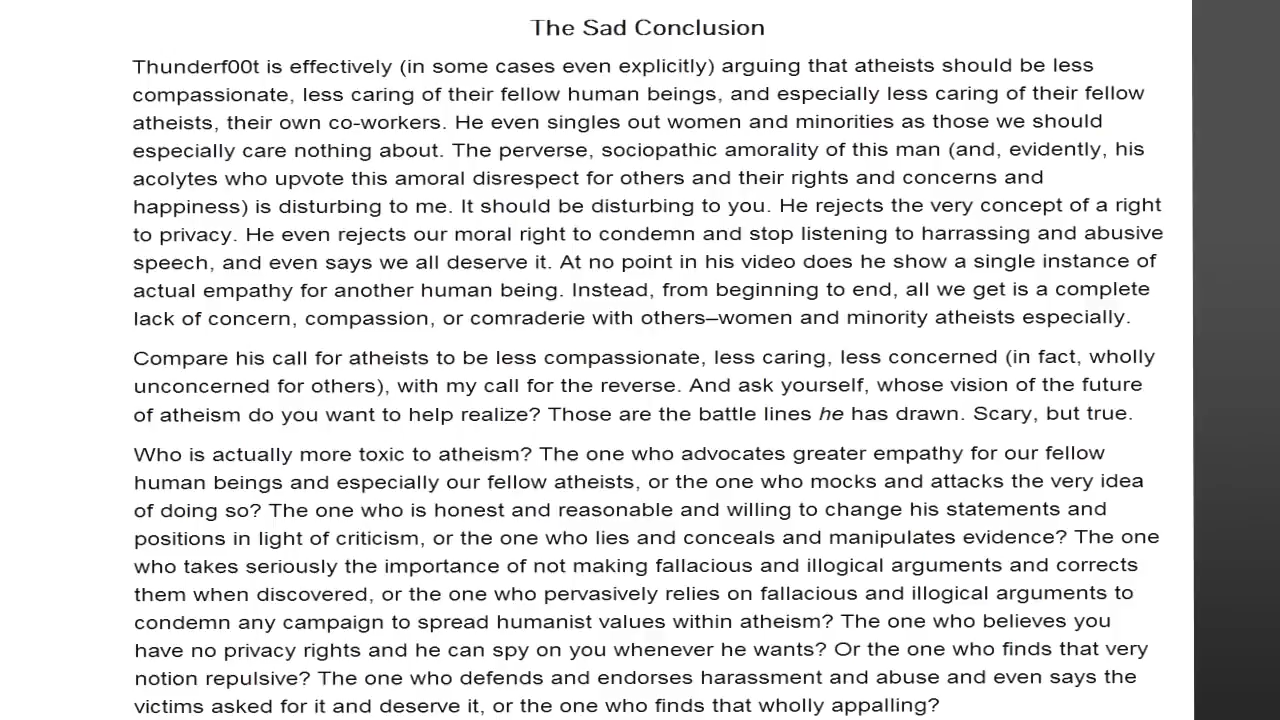 The Sad Conclusion
Thunderf00t is effectively (in some cases even explicitly) arguing that atheists should be less
compassionate, less caring of their fellow human beings, and especially less caring of their fellow
atheists, their own co-workers. He even singles out women and minorities as those we should
especially care nothing about. The perverse, sociopathic amorality of this man (and, evidently, his
acolytes who upvote this amoral disrespect for others and their rights and concerns and
happiness) is disturbing to me. It should be disturbing to you. He rejects the very concept of a right
to privacy. He even rejects our moral right to condemn and stop listening to harrassing and abusive
speech, and even says we all deserve it. At no point in his video does he show a single instance of
actual empathy for another human being. Instead, from beginning to end, all we get is a complete
lack of concern, compassion, or comraderie with others—women and minority atheists especially.
Compare his call for atheists to be less compassionate, less caring, less concerned (in fact, wholly
unconcerned for others), with my call for the reverse. And ask yourself, whose vision of the future
of atheism do you want to help realize? Those are the battle lines he has drawn. Scary, but true.
Who is actually more toxic to atheism? The one who advocates greater empathy for our fellow
human beings and especially our fellow atheists, or the one who mocks and attacks the very idea
of doing so? The one who is honest and reasonable and willing to change his statements and
positions in light of criticism, or the one who lies and conceals and manipulates evidence? The one
who takes seriously the importance of not making fallacious and illogical arguments and corrects
them when discovered, or the one who pervasively relies on fallacious and illogical arguments to
condemn any campaign to spread humanist values within atheism? The one who believes you
have no privacy rights and he can spy on you whenever he wants? Or the one who finds that very
notion repulsive? The one who defends and endorses harassment and abuse and even says the
victims asked for it and deserve it, or the one who finds that wholly appalling?